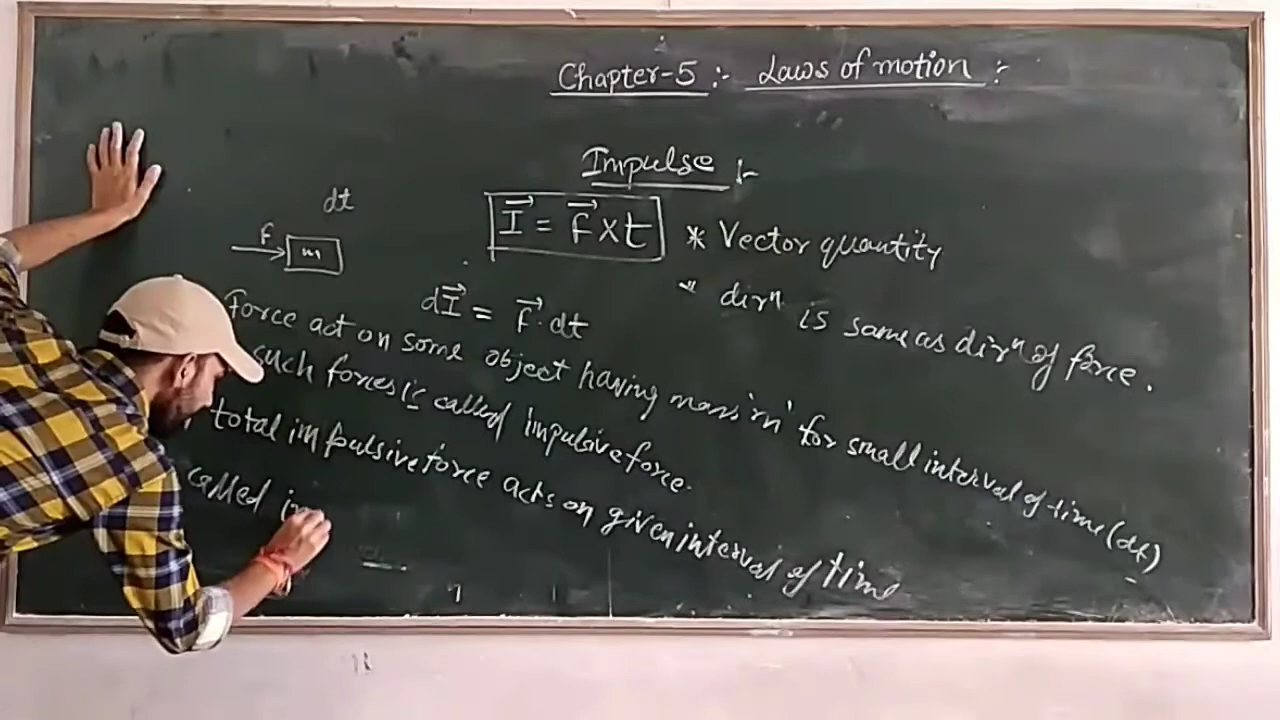 Chapter-5 :- Laws of motion :-
Impulse :-
dt
F
m
I⃗ = F⃗ × t
* Vector quantity
* dirⁿ is same as dirⁿ of force.
dI⃗ = F⃗·dt
Force act on some object having mass 'm' for small interval of time (dt)
such forces is called impulsive force.
total impulsive force acts on given interval of time
called im